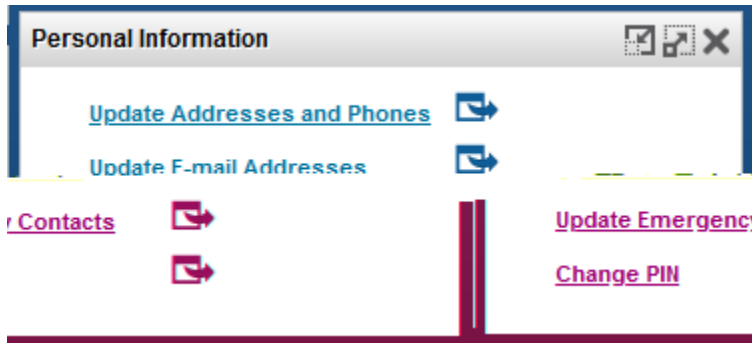 Personal Information
Update Addresses and Phones
Update E-mail Addresses
y Contacts
Update Emergency
Change PIN